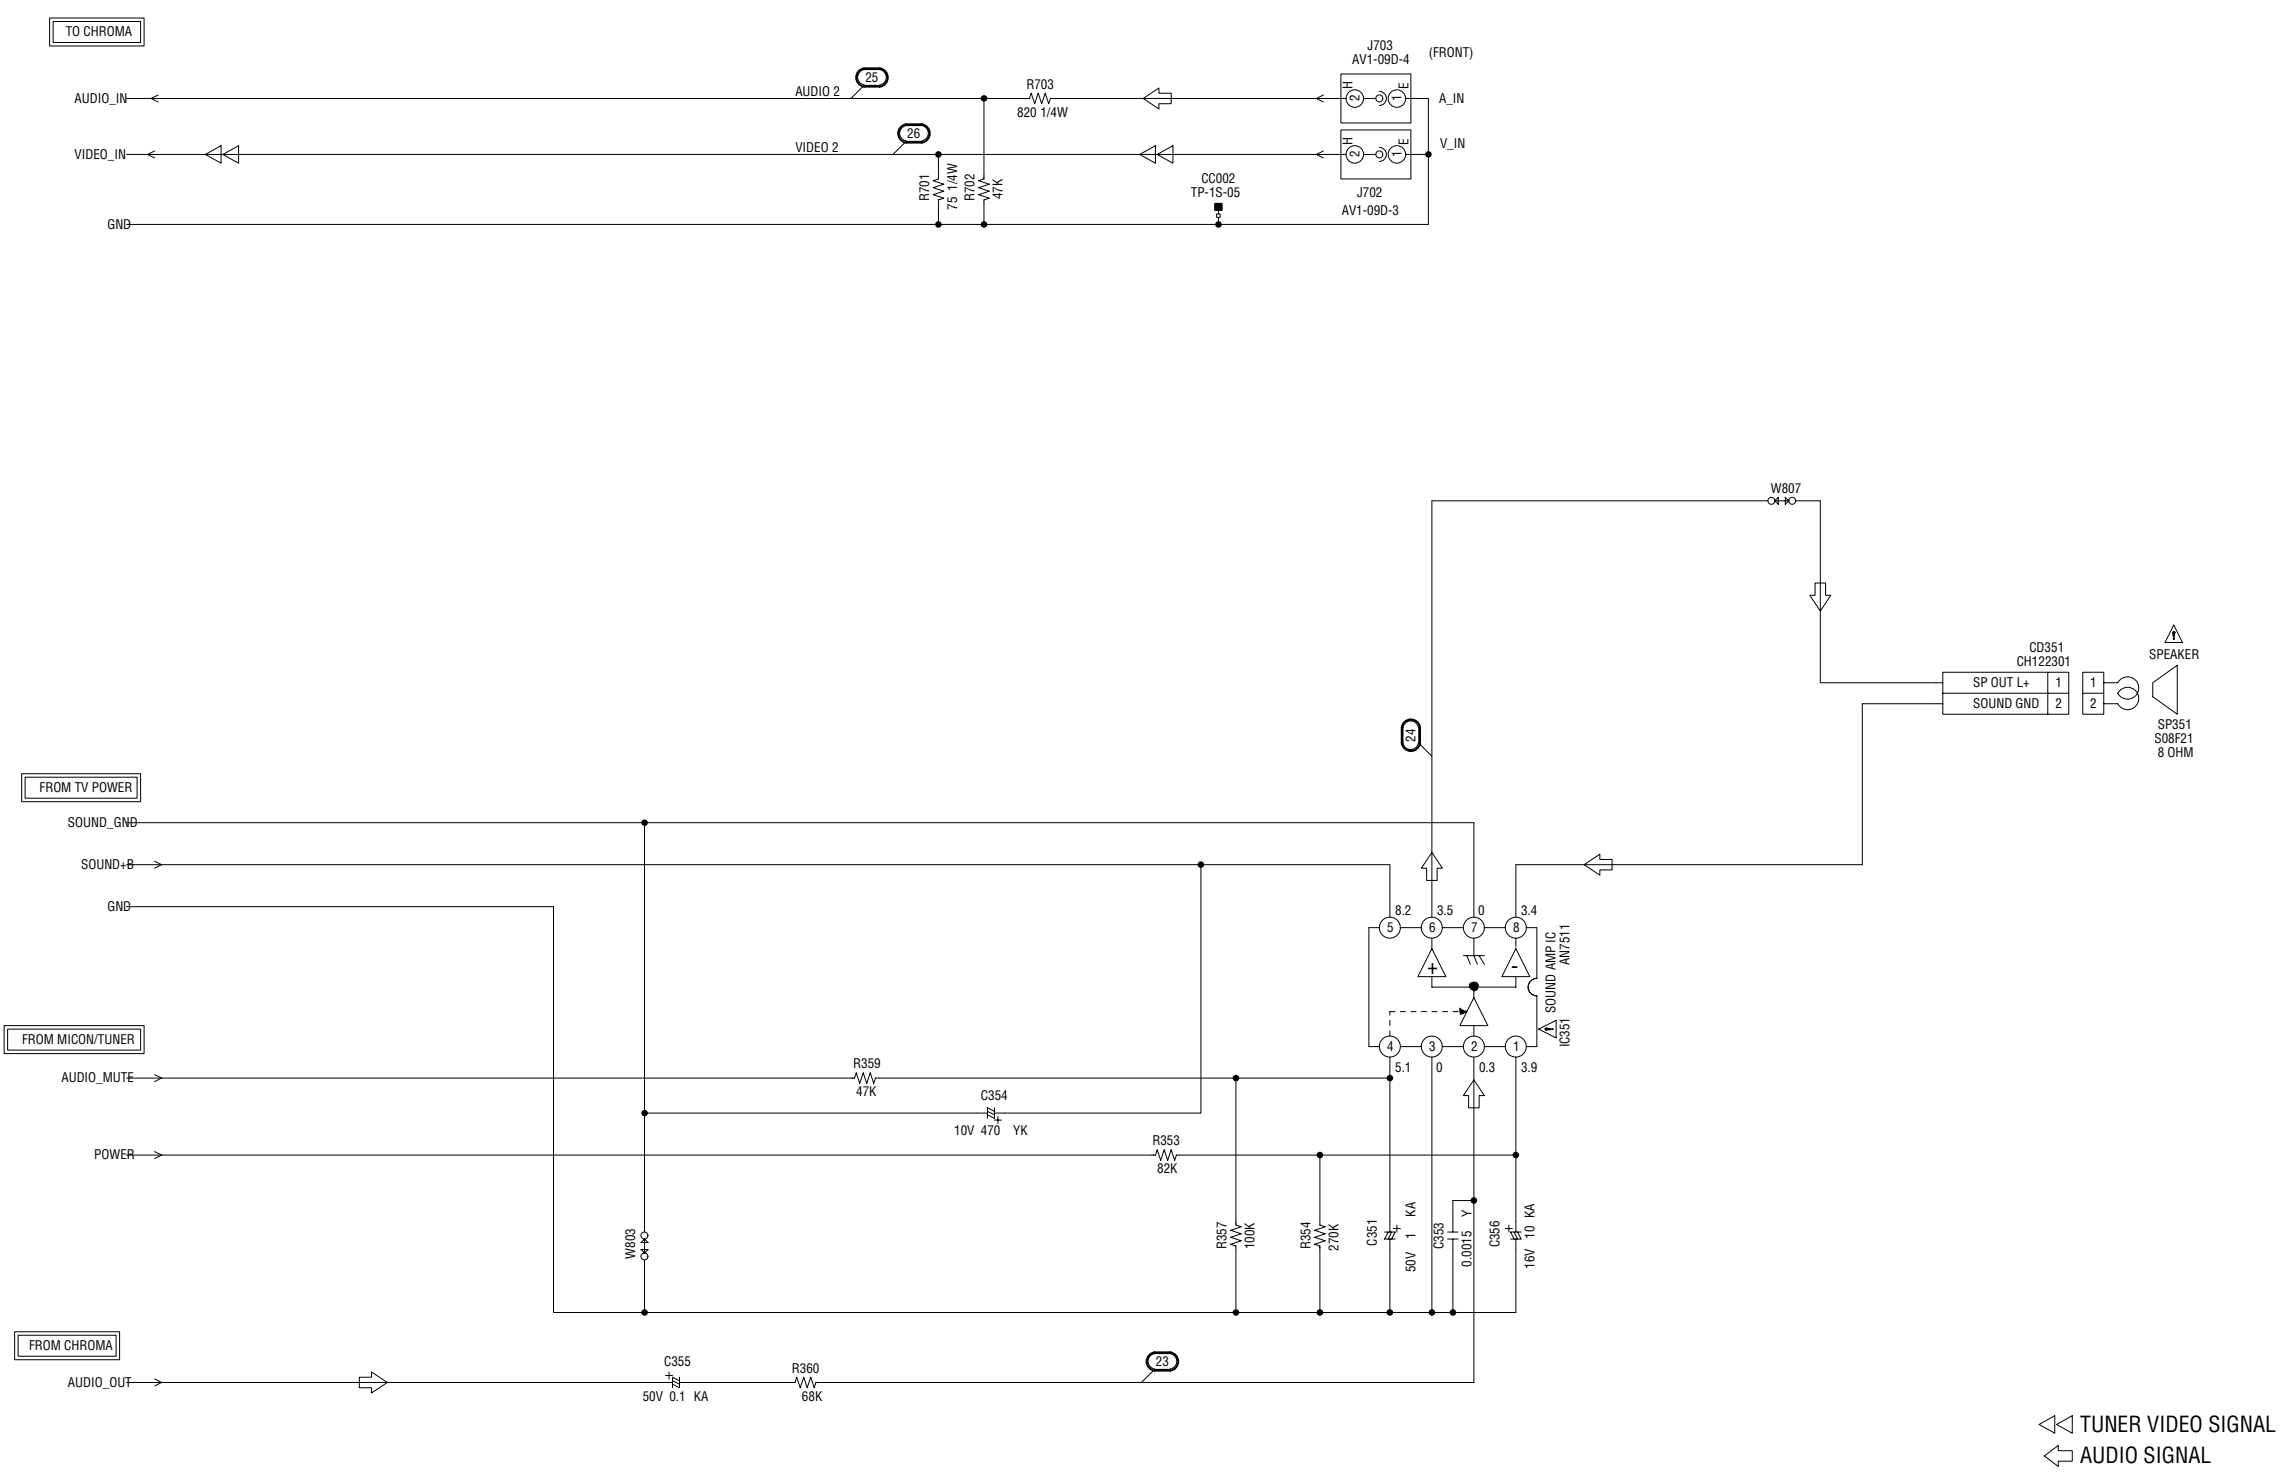 TO CHROMA
J703
AV1-09D-4
(FRONT)
25
AUDIO_IN
AUDIO 2
R703
820 1/4W
H
2
1
E
A_IN
26
VIDEO_IN
VIDEO 2
H
2
1
E
V_IN
R701
75 1/4W
R702
47K
CC002
TP-1S-05
J702
AV1-09D-3
GND
W807
CD351
CH122301
SPEAKER
SP OUT L+ 1
SOUND GND 2
1
2
SP351
S08F21
8 OHM
24
FROM TV POWER
SOUND_GND
SOUND+B
GND
8.2
3.5
0
3.4
5
6
7
8
+
-
SOUND AMP IC
AN7511
IC351
!
4
3
2
1
5.1
0
0.3
3.9
FROM MICON/TUNER
AUDIO_MUTE
R359
47K
C354
+
10V 470 YK
POWER
R353
82K
W803
R357
100K
R354
270K
C351
+
50V 1 KA
C353
0.0015 Y
C356
+
16V 10 KA
FROM CHROMA
AUDIO_OUT
C355
+
50V 0.1 KA
R360
68K
23
TUNER VIDEO SIGNAL
AUDIO SIGNAL